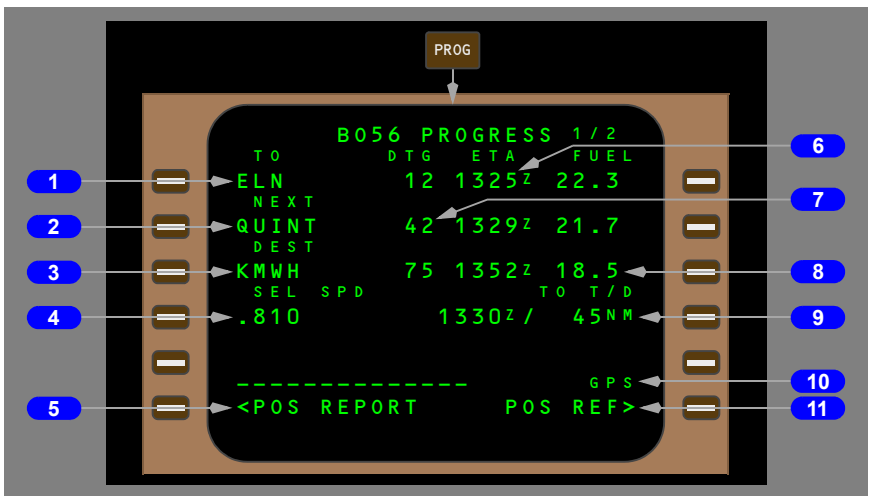 PROG
BO56 PROGRESS 1/2
TO DTG ETA FUEL
6
1 ELN 12 1325Z 22.3
NEXT
7
2 QUINT 42 1329Z 21.7
DEST
3 KMWH 75 1352Z 18.5 8
SEL SPD TO T/D
4 .810 1330Z/ 45NM 9
-------------- GPS 10
5 <POS REPORT POS REF> 11